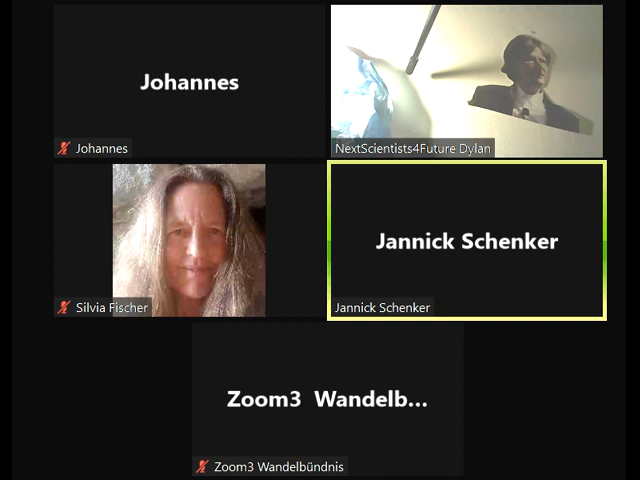 Johannes
Johannes
NextScientists4Future Dylan
Silvia Fischer
Jannick Schenker
Jannick Schenker
Zoom3 Wandelb...
Zoom3 Wandelbündnis